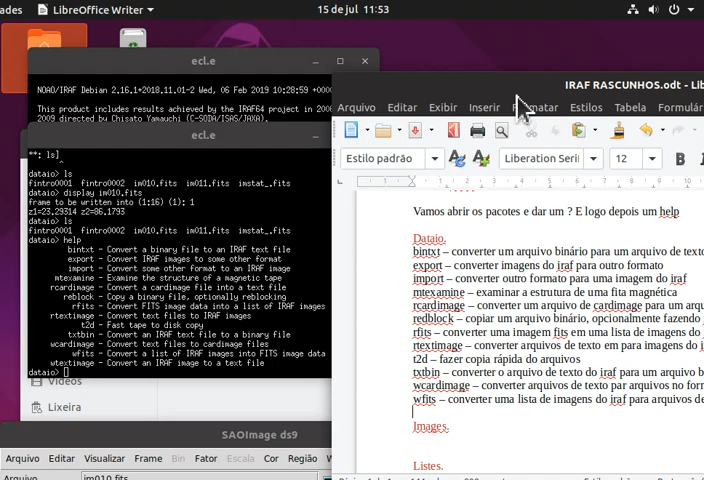 ades LibreOffice Writer 15 de jul 11:53
ecl.e
NOAO/IRAF Debian 2.16.1+2018.11.01-2 Wed, 06 Feb 2019 10:28:59 +000
This product includes results achieved by the IRAF64 project in 200
2009 directed by Chisato Yamauchi (C-SODA/ISAS/JAXA).
ecl.e
**: ls]
^
dataio> ls
fintro0001 fintro0002 im010.fits im011.fits imstat_.fits
dataio> display im010.fits
frame to be written into (1:16) (1): 1
z1=23.29314 z2=86.1793
dataio> ls
fintro0001 fintro0002 im010.fits im011.fits imstat_.fits
dataio> help
bintxt - Convert a binary file to an IRAF text file
export - Convert IRAF images to some other format
import - Convert some other format to an IRAF image
mtexamine - Examine the structure of a magnetic tape
rcardimage - Convert a cardimage file into a text file
reblock - Copy a binary file, optionally reblocking
rfits - Convert FITS image data into a list of IRAF images
rtextimage - Convert text files to IRAF images
t2d - Fast tape to disk copy
txtbin - Convert an IRAF text file to a binary file
wcardimage - Convert text files to cardimage files
wfits - Convert a list of IRAF images into FITS image data
wtextimage - Convert an IRAF image to a text file
dataio>
Vídeos
Lixeira
SAOImage ds9
Arquivo Editar Visualizar Frame Bin Fator Escala Cor Região W
Arquivo im010.fits
IRAF RASCUNHOS.odt - Lib
Arquivo Editar Exibir Inserir Formatar Estilos Tabela Formulár
Estilo padrão Liberation Seri 12 N
1 2 3 4 5 6 7 8 9 10
Vamos abrir os pacotes e dar um ? E logo depois um help
Dataio.
bintxt – converter um arquivo binário para um arquivo de texto
export – converter imagens do iraf para outro formato
import – converter outro formato para uma imagem do iraf
mtexamine – examinar a estrutura de uma fita magnética
rcardimage – converter um arquivo de cardimage para um arqu
redblock – copiar um arquivo binário, opcionalmente fazendo
rfits – converter uma imagem fits em uma lista de imagens do
rtextimage – converter arquivos de texto em para imagens do i
t2d – fazer copia rápida do arquivos
txtbin – converter o arquivo de texto do iraf para um arquivo b
wcardimage – converter arquivos de texto par arquivos no form
wfits – converter uma lista de imagens do iraf para arquivos de
Images.
Listes.